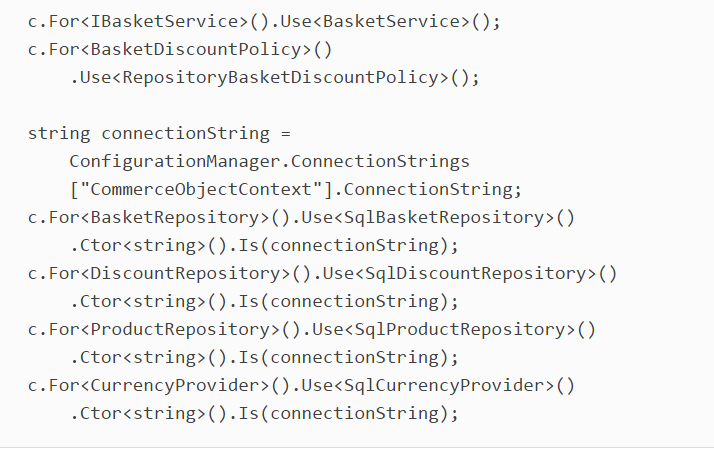 c.For<IBasketService>().Use<BasketService>();
c.For<BasketDiscountPolicy>()
    .Use<RepositoryBasketDiscountPolicy>();

string connectionString =
    ConfigurationManager.ConnectionStrings
    ["CommerceObjectContext"].ConnectionString;
c.For<BasketRepository>().Use<SqlBasketRepository>()
    .Ctor<string>().Is(connectionString);
c.For<DiscountRepository>().Use<SqlDiscountRepository>()
    .Ctor<string>().Is(connectionString);
c.For<ProductRepository>().Use<SqlProductRepository>()
    .Ctor<string>().Is(connectionString);
c.For<CurrencyProvider>().Use<SqlCurrencyProvider>()
    .Ctor<string>().Is(connectionString);